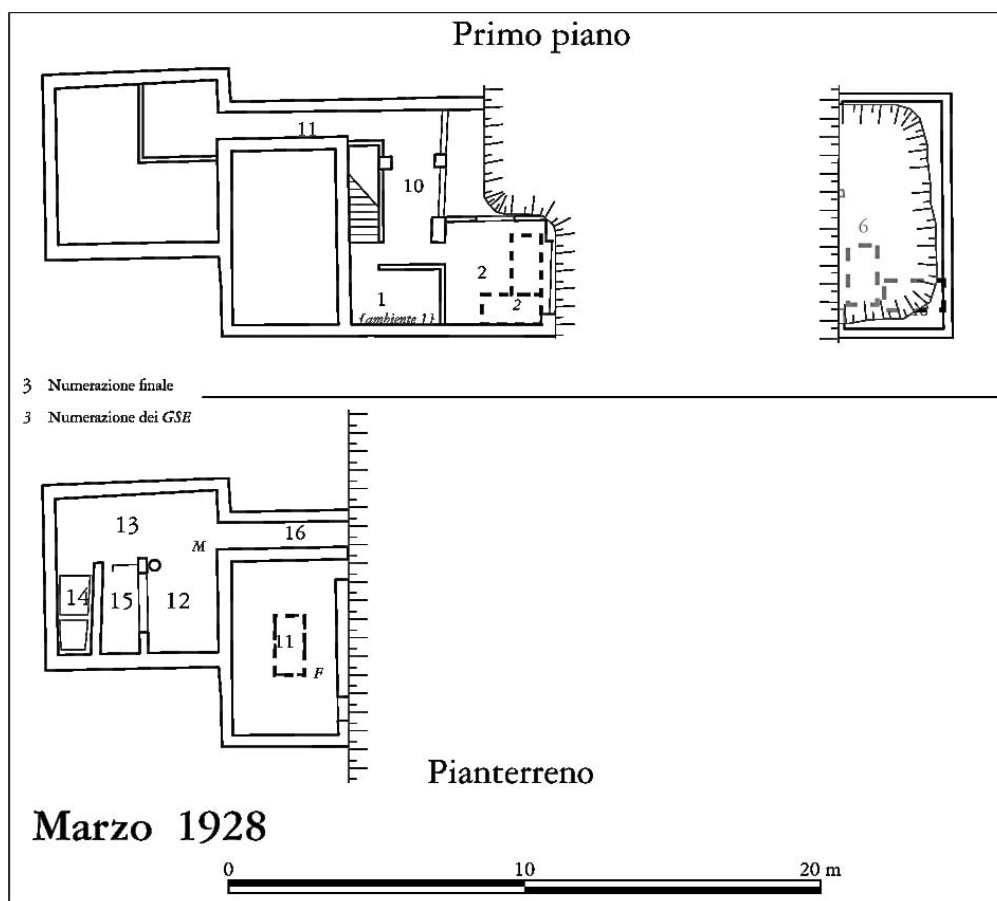 Primo piano
11
10
6
2
1
2
{ambiente 1}
3 Numerazione finale
3 Numerazione dei GSE
13
16
M
14
15
12
11
F
Pianterreno
Marzo 1928
0 10 20 m